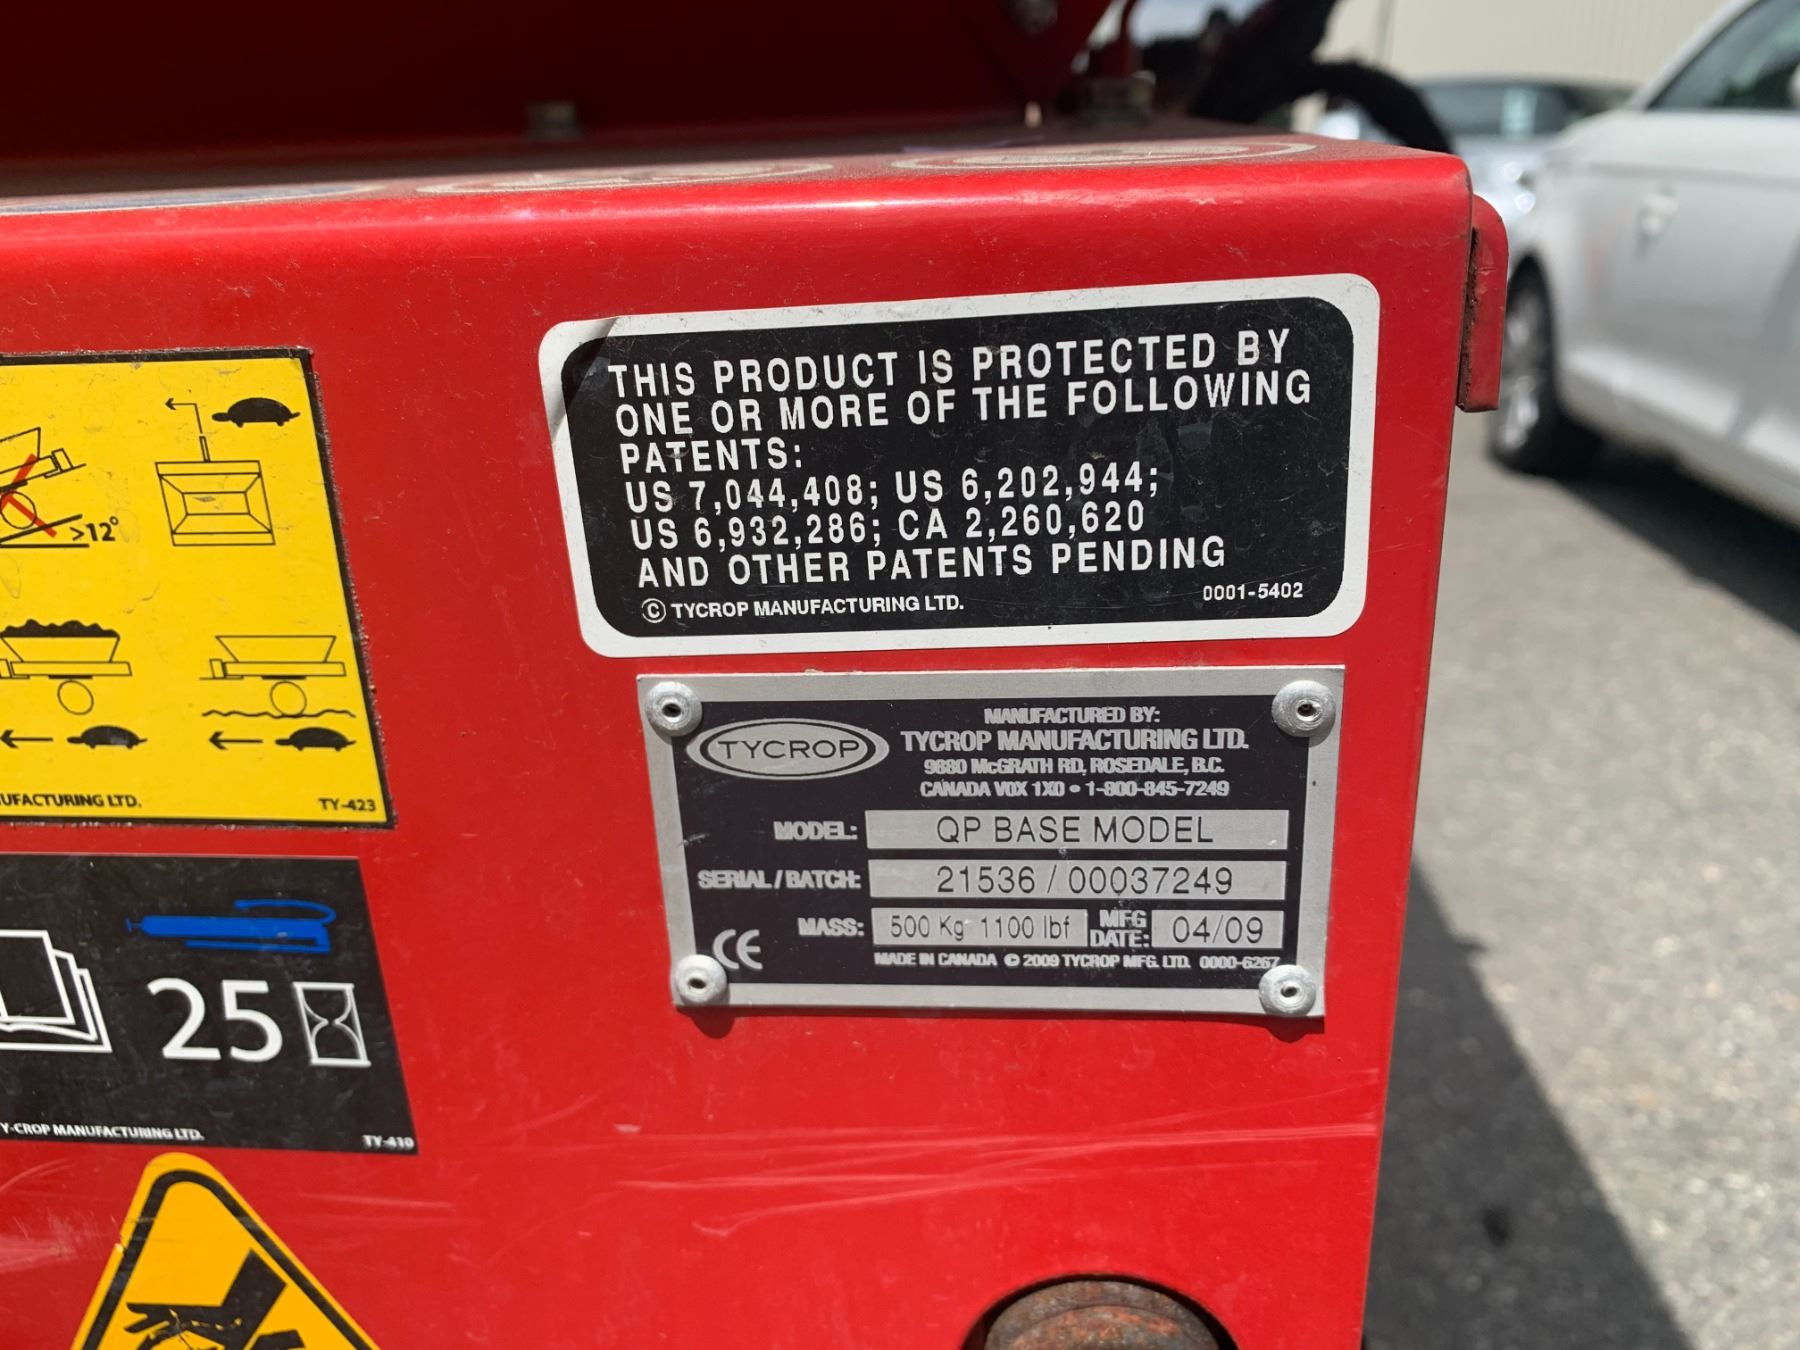 THIS PRODUCT IS PROTECTED BY
ONE OR MORE OF THE FOLLOWING
PATENTS:
US 7,044,408; US 6,202,944;
US 6,932,286; CA 2,260,620
AND OTHER PATENTS PENDING
© TYCROP MANUFACTURING LTD. 0001-5402
>12°
UFACTURING LTD. TY-423
TYCROP
MANUFACTURED BY:
TYCROP MANUFACTURING LTD.
9880 McGRATH RD, ROSEDALE, B.C.
CANADA V0X 1X0 • 1-800-845-7249
MODEL: QP BASE MODEL
SERIAL / BATCH: 21536 / 00037249
MASS: 500 Kg 1100 lbf MFG DATE: 04/09
CE
MADE IN CANADA © 2009 TYCROP MFG. LTD. 0000-6267
25
Y-CROP MANUFACTURING LTD. TY-419